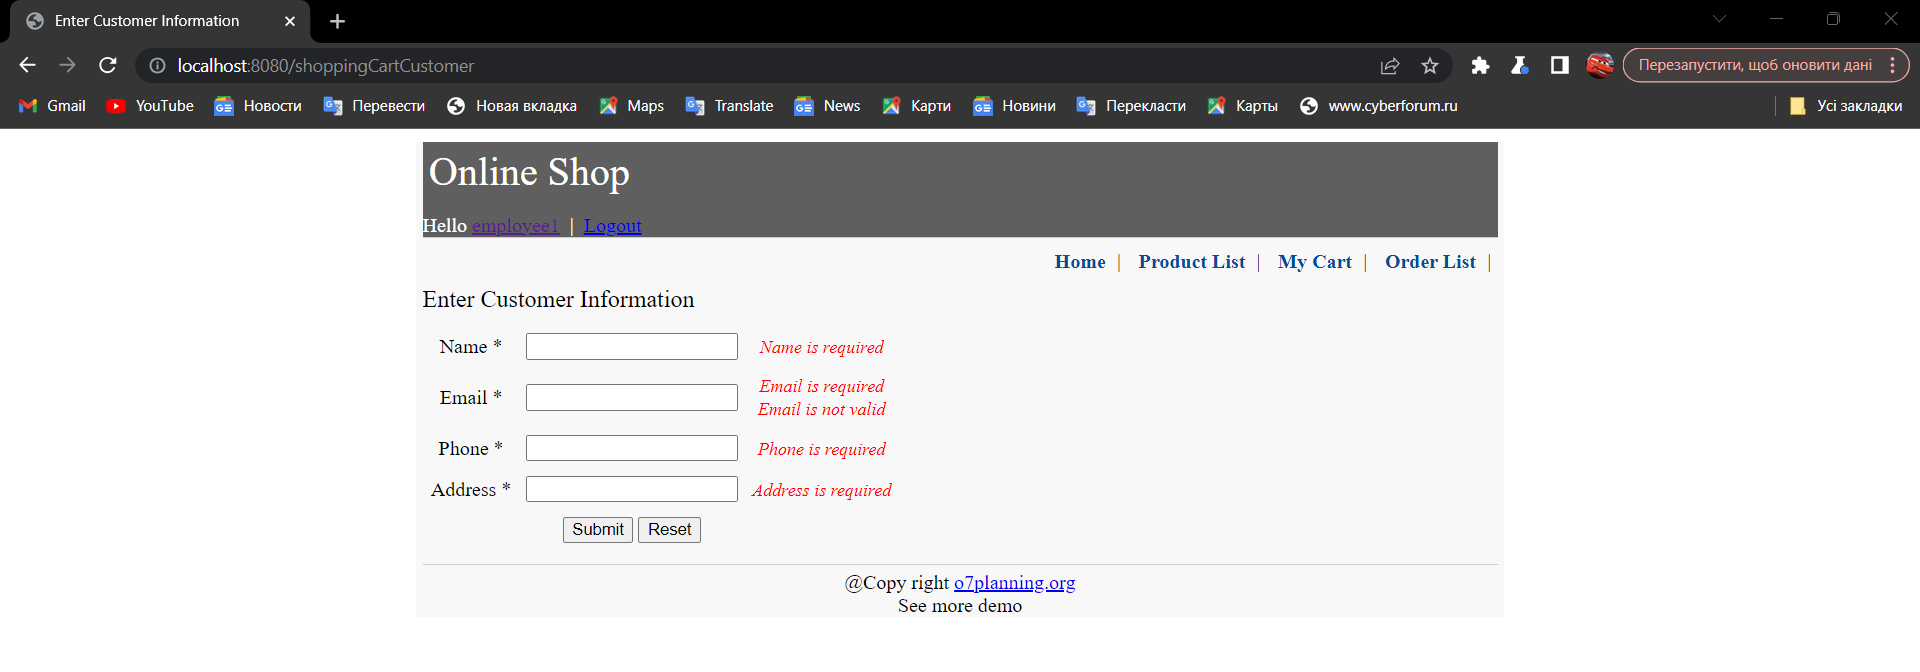 Enter Customer Information
localhost:8080/shoppingCartCustomer
Перезапустити, щоб оновити дані
Gmail YouTube Новости Перевести Новая вкладка Maps Translate News Карти Новини Перекласти Карты www.cyberforum.ru Усі закладки
Online Shop
Hello employee1 | Logout
Home | Product List | My Cart | Order List |
Enter Customer Information
Name * Name is required
Email * Email is required
Email is not valid
Phone * Phone is required
Address * Address is required
Submit Reset
@Copy right o7planning.org
See more demo